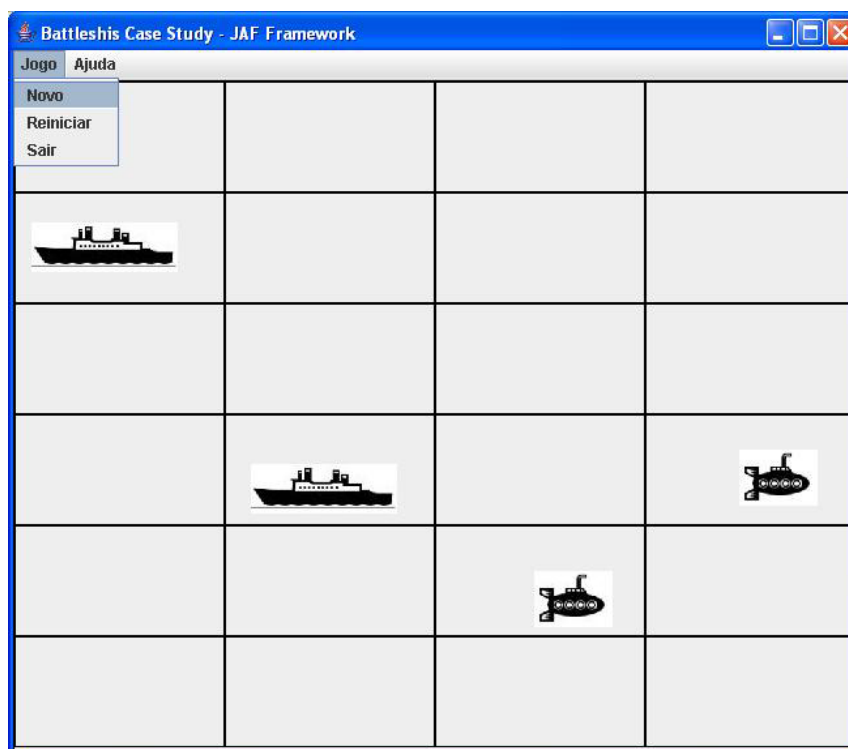 Battleshis Case Study - JAF Framework
Jogo Ajuda
Novo
Reiniciar
Sair